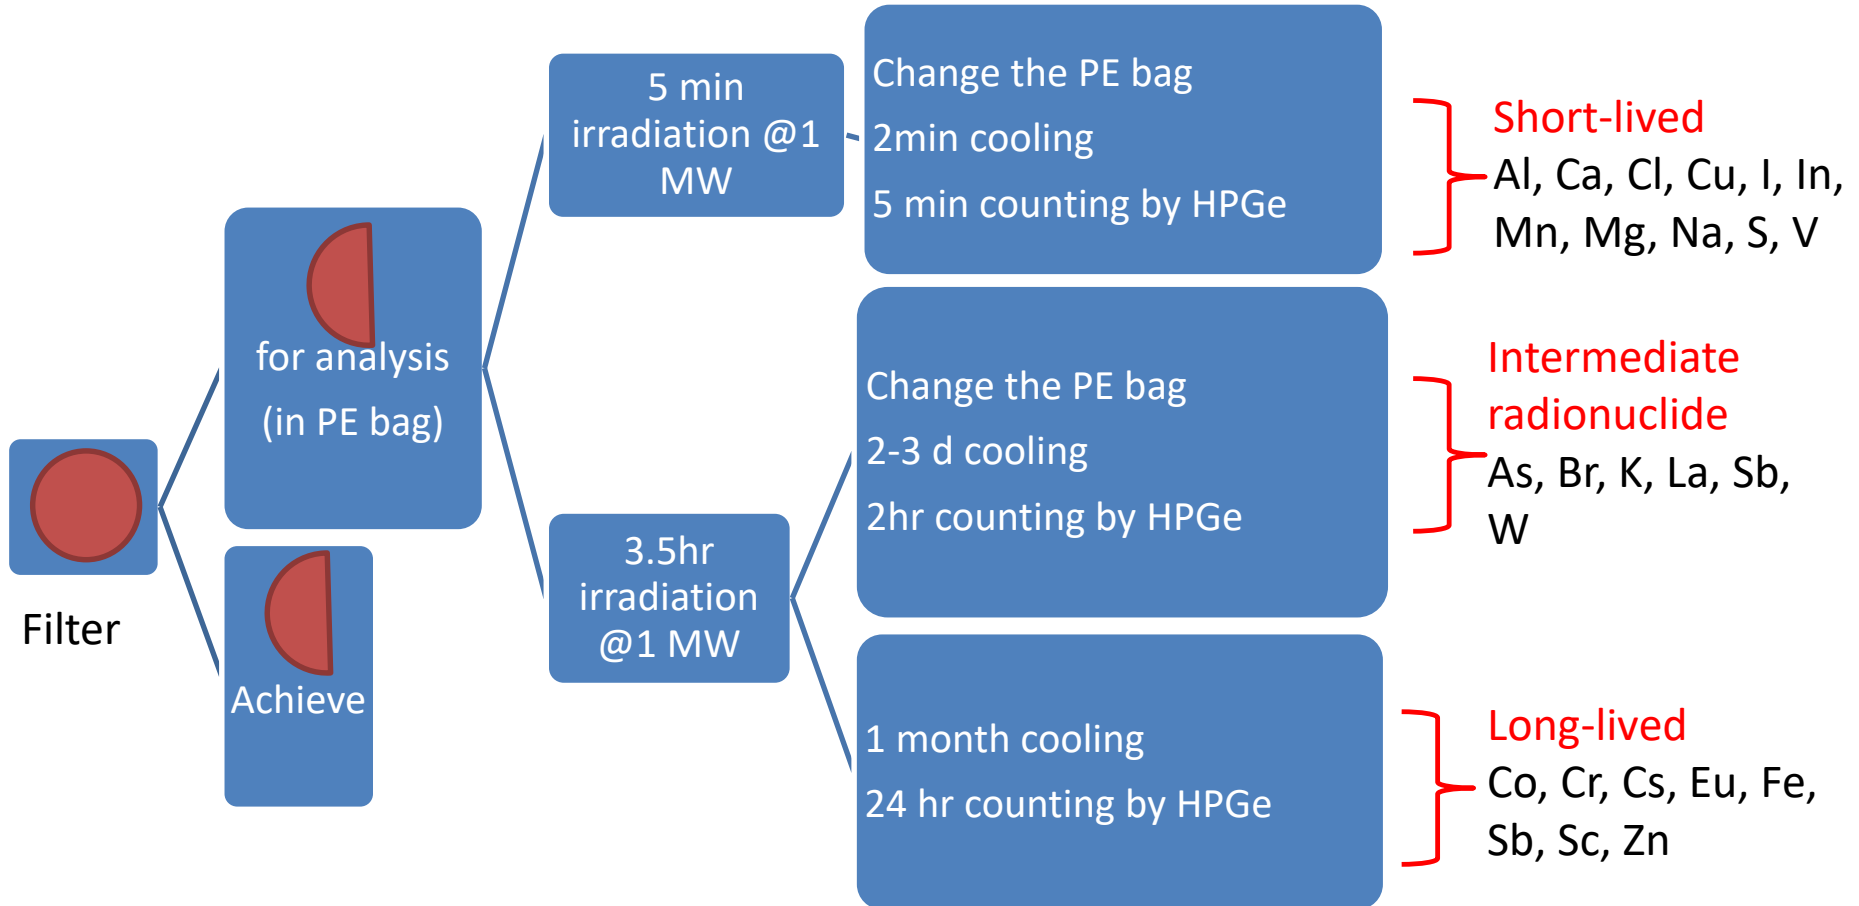 Filter
for analysis
(in PE bag)
Achieve
5 min
irradiation @1
MW
Change the PE bag
2min cooling
5 min counting by HPGe
Short-lived
Al, Ca, Cl, Cu, I, In,
Mn, Mg, Na, S, V
3.5hr
irradiation
@1 MW
Change the PE bag
2-3 d cooling
2hr counting by HPGe
Intermediate
radionuclide
As, Br, K, La, Sb,
W
1 month cooling
24 hr counting by HPGe
Long-lived
Co, Cr, Cs, Eu, Fe,
Sb, Sc, Zn